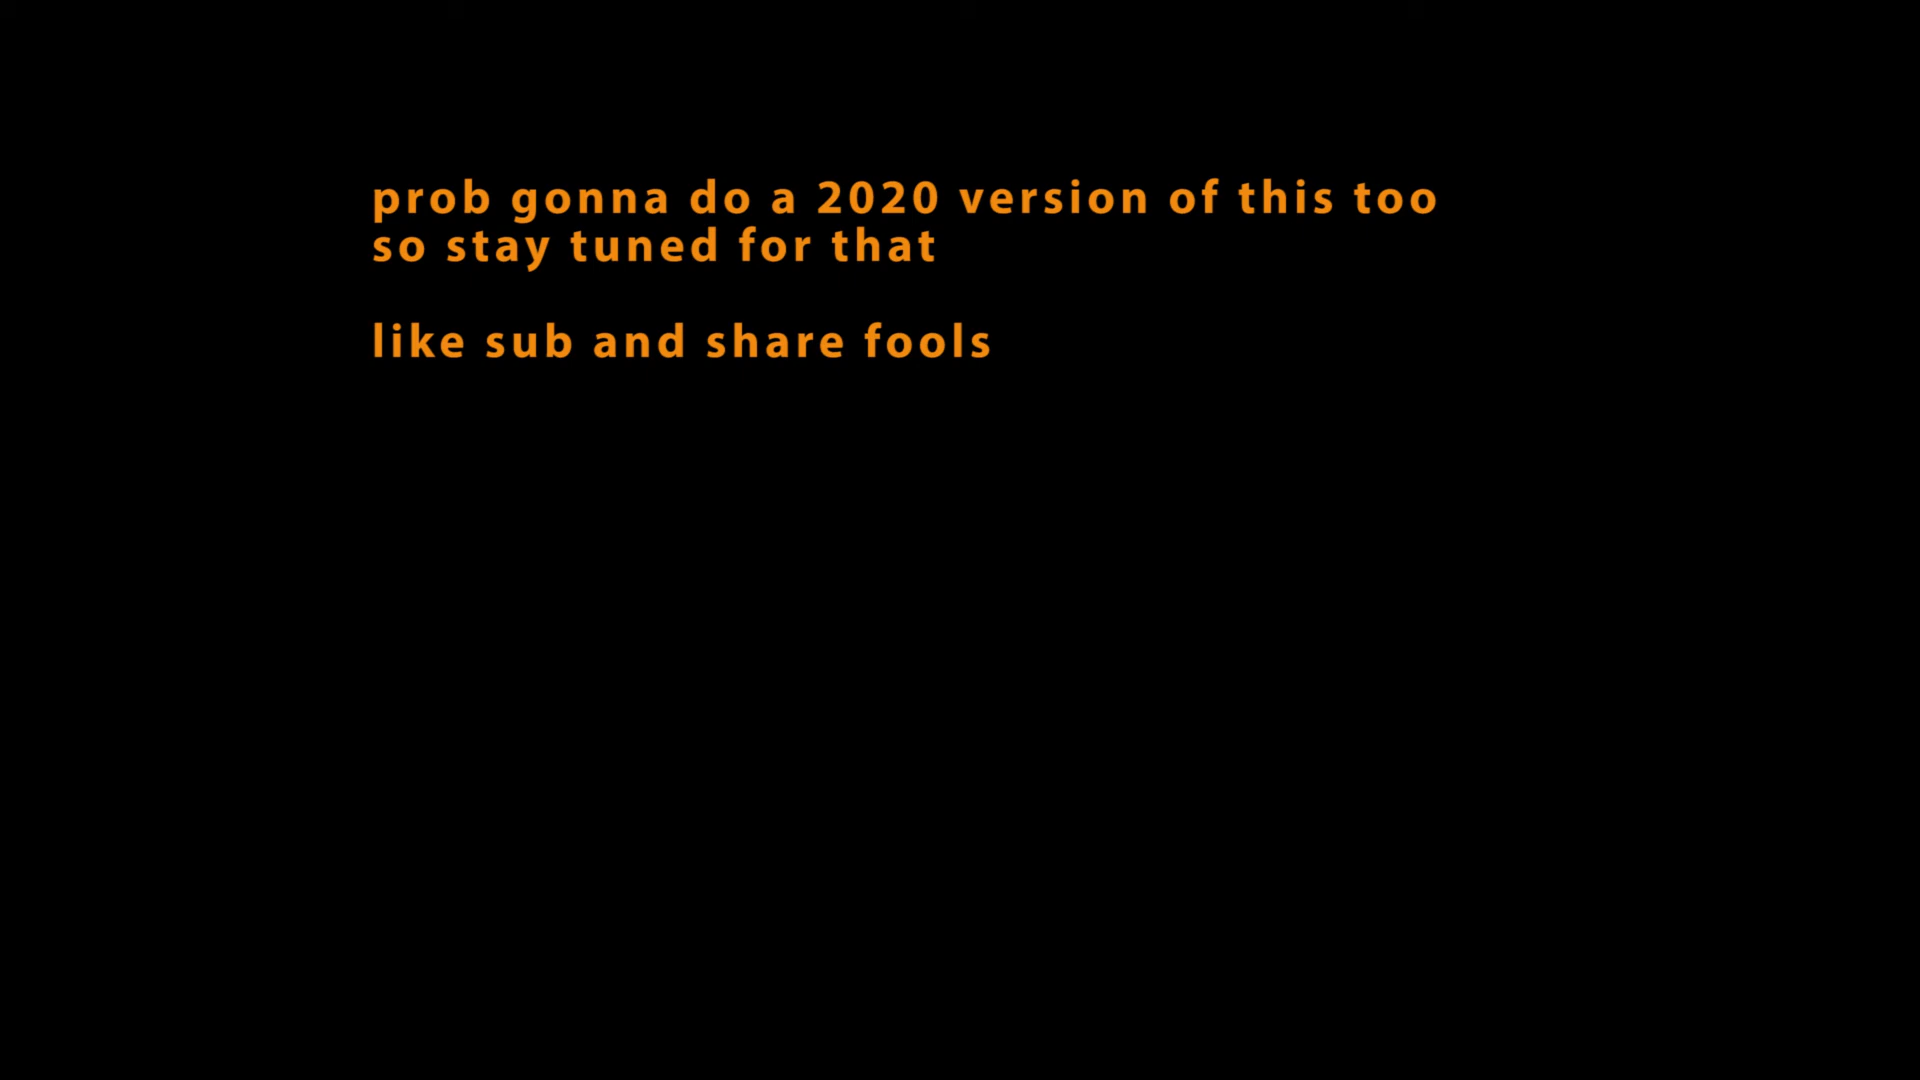 prob gonna do a 2020 version of this too
so stay tuned for that
like sub and share fools